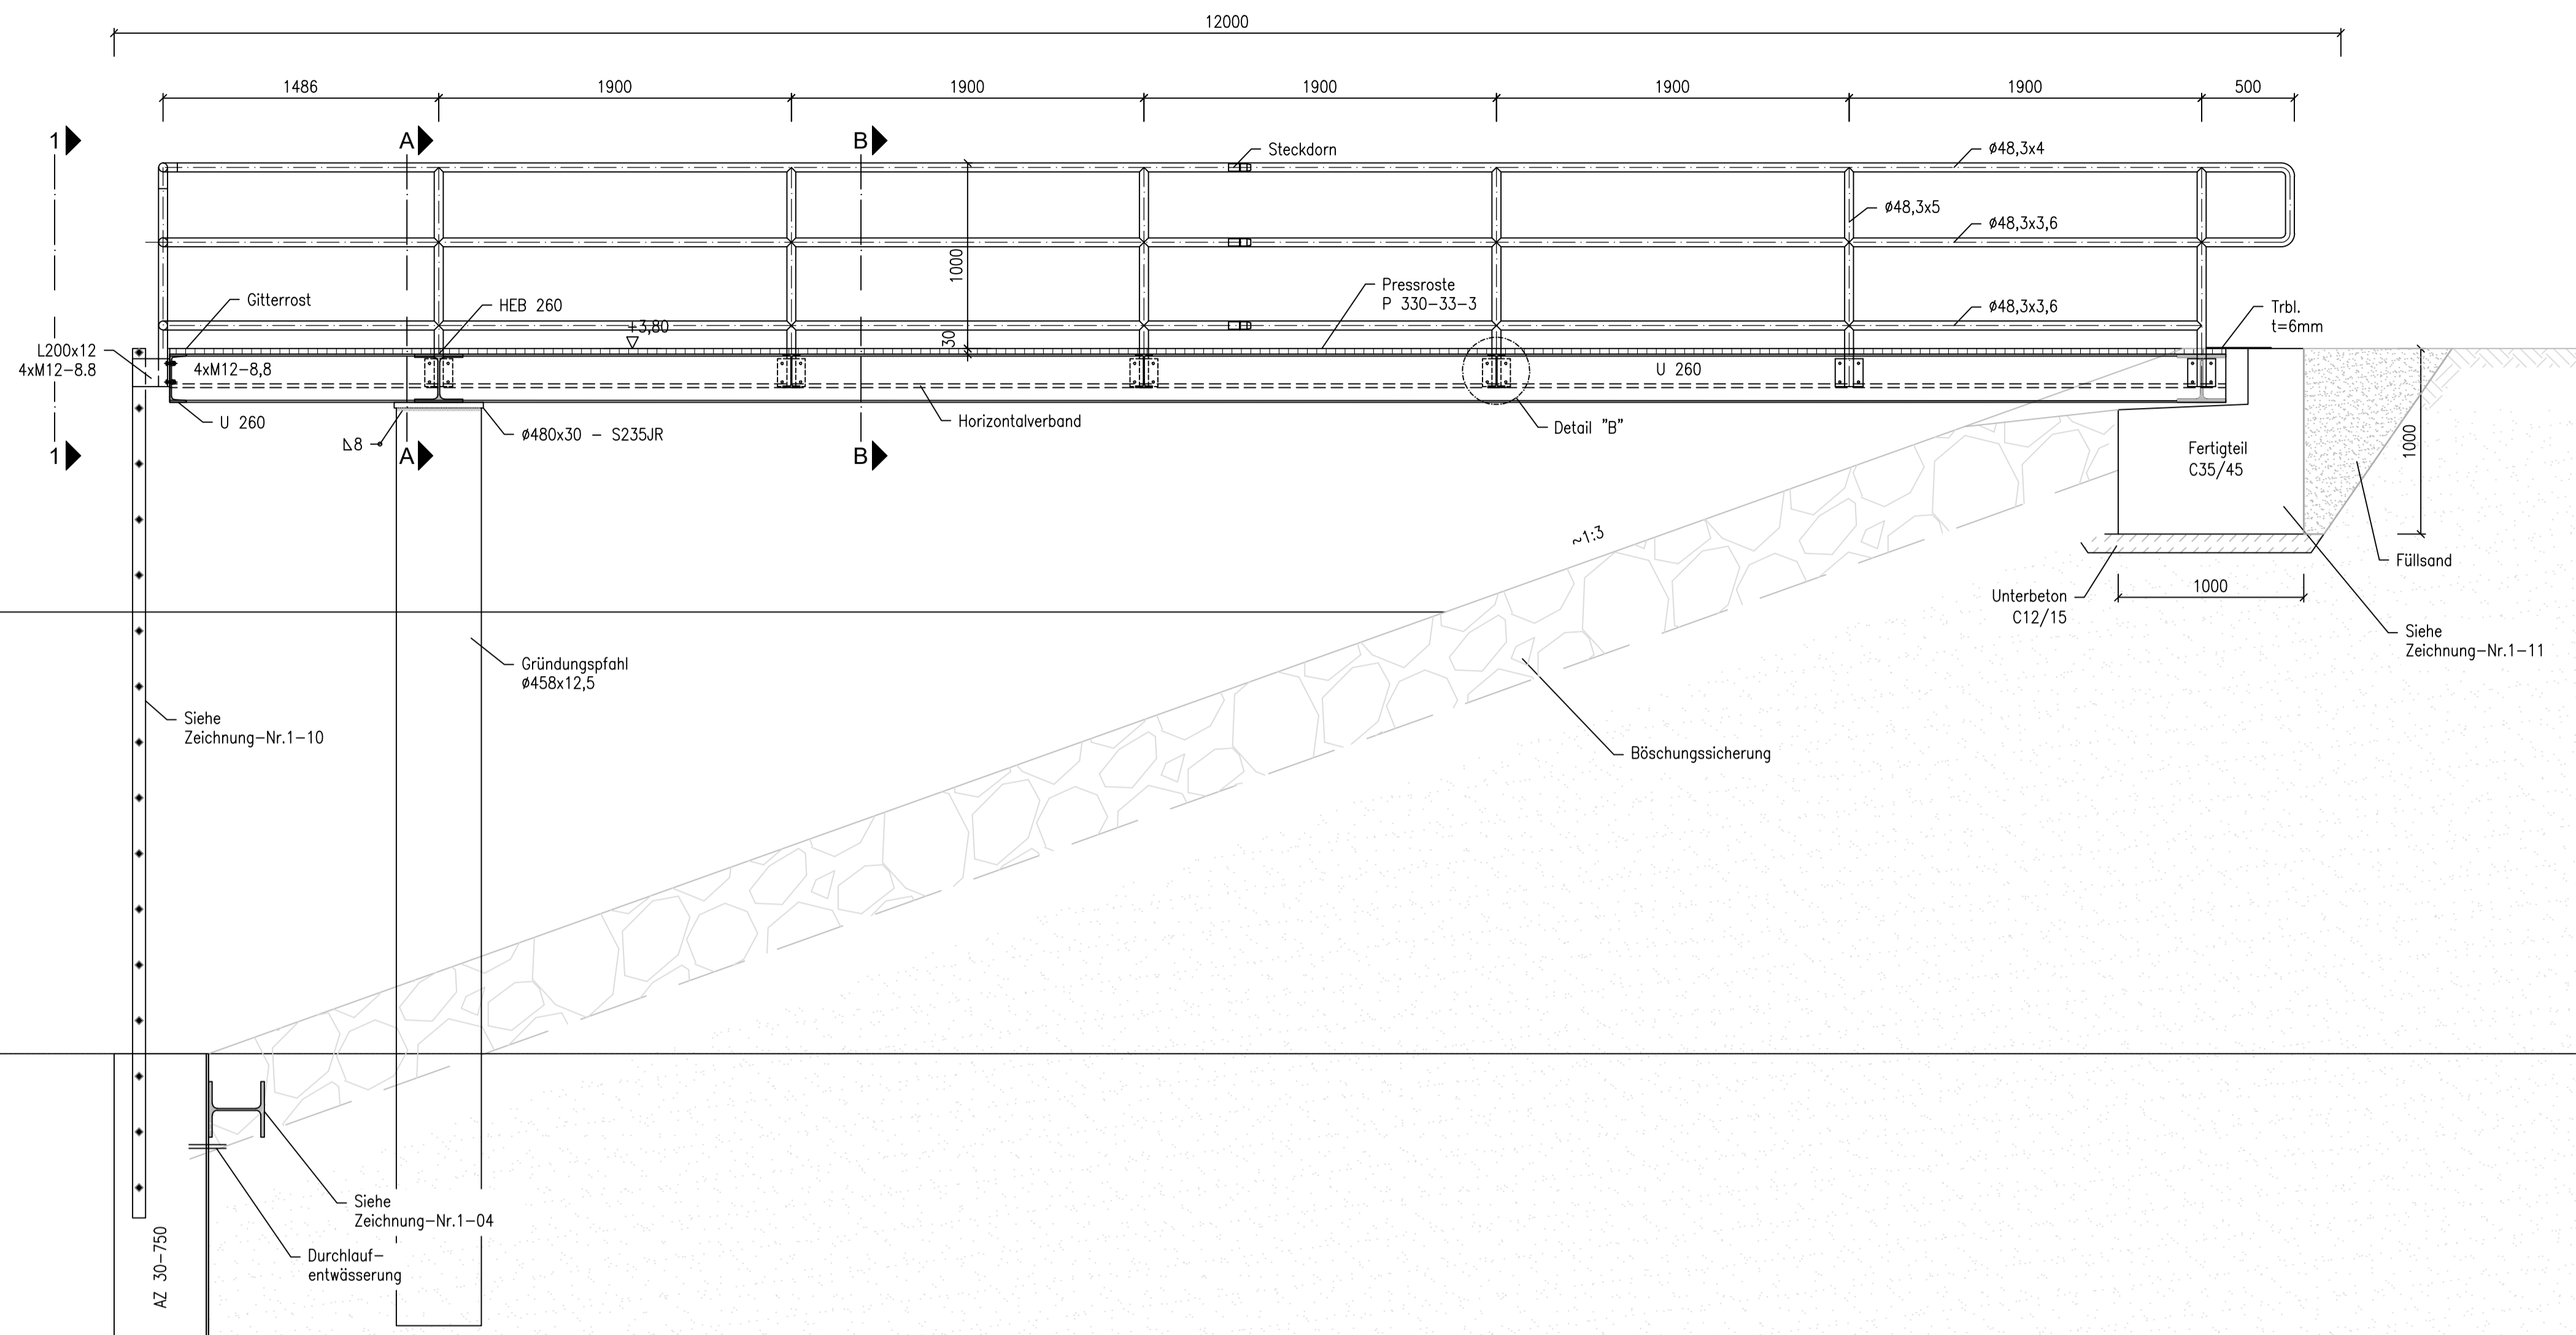 12000
1486
1900
1900
1900
1900
1900
500
1
A
B
Steckdorn
Ø48,3x4
Ø48,3x5
Ø48,3x3,6
1000
Gitterrost
HEB 260
Pressroste
P 330-33-3
Ø48,3x3,6
Trbl.
t=6mm
+3,80
30
L200x12
4xM12-8.8
4xM12-8,8
U 260
U 260
Horizontalverband
Ø480x30 - S235JR
8
Detail "B"
1
A
B
Fertigteil
C35/45
1000
~1:3
Füllsand
1000
Unterbeton
C12/15
Siehe
Zeichnung-Nr.1-11
Gründungspfahl
Ø458x12,5
Siehe
Zeichnung-Nr.1-10
Böschungssicherung
Siehe
Zeichnung-Nr.1-04
Durchlauf-
entwässerung
AZ 30-750